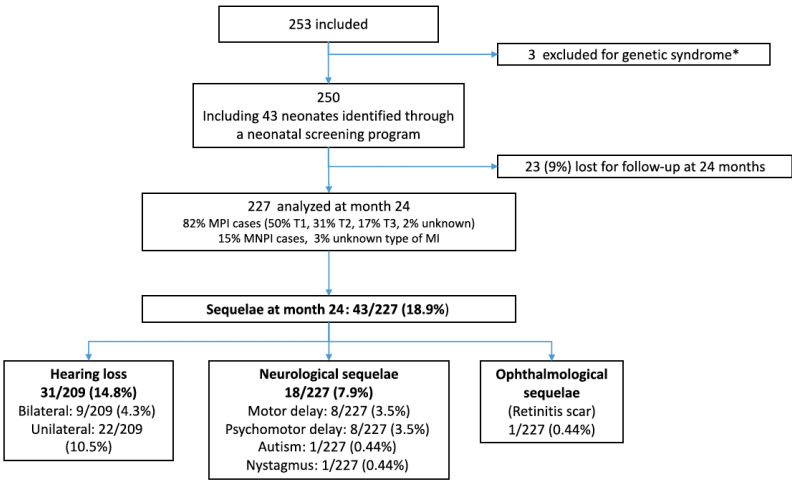 253 included
3 excluded for genetic syndrome*
250
Including 43 neonates identified through
a neonatal screening program
23 (9%) lost for follow-up at 24 months
227 analyzed at month 24
82% MPI cases (50% T1, 31% T2, 17% T3, 2% unknown)
15% MNPI cases, 3% unknown type of MI
Sequelae at month 24: 43/227 (18.9%)
Hearing loss
31/209 (14.8%)
Bilateral: 9/209 (4.3%)
Unilateral: 22/209
(10.5%)
Neurological sequelae
18/227 (7.9%)
Motor delay: 8/227 (3.5%)
Psychomotor delay: 8/227 (3.5%)
Autism: 1/227 (0.44%)
Nystagmus: 1/227 (0.44%)
Ophthalmological
sequelae
(Retinitis scar)
1/227 (0.44%)